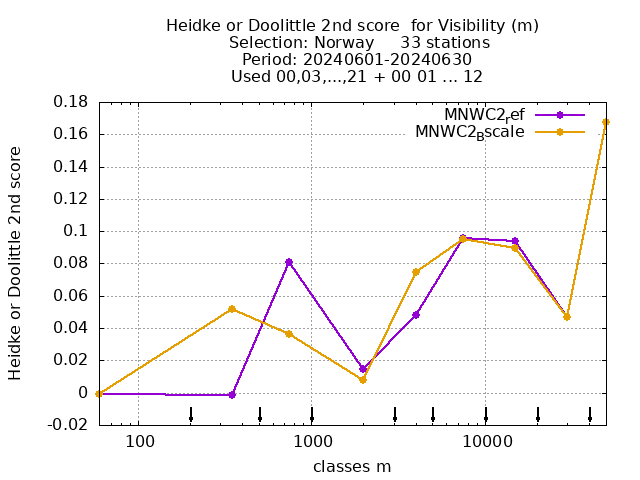 Heidke or Doolittle 2nd score  for Visibility (m)
Selection: Norway     33 stations
Period: 20240601-20240630
Used 00,03,...,21 + 00 01 ... 12
MNWC2ref
MNWC2Bscale
0.18
0.16
0.14
0.12
0.1
0.08
0.06
0.04
0.02
0
-0.02
Heidke or Doolittle 2nd score
100
1000
10000
classes m